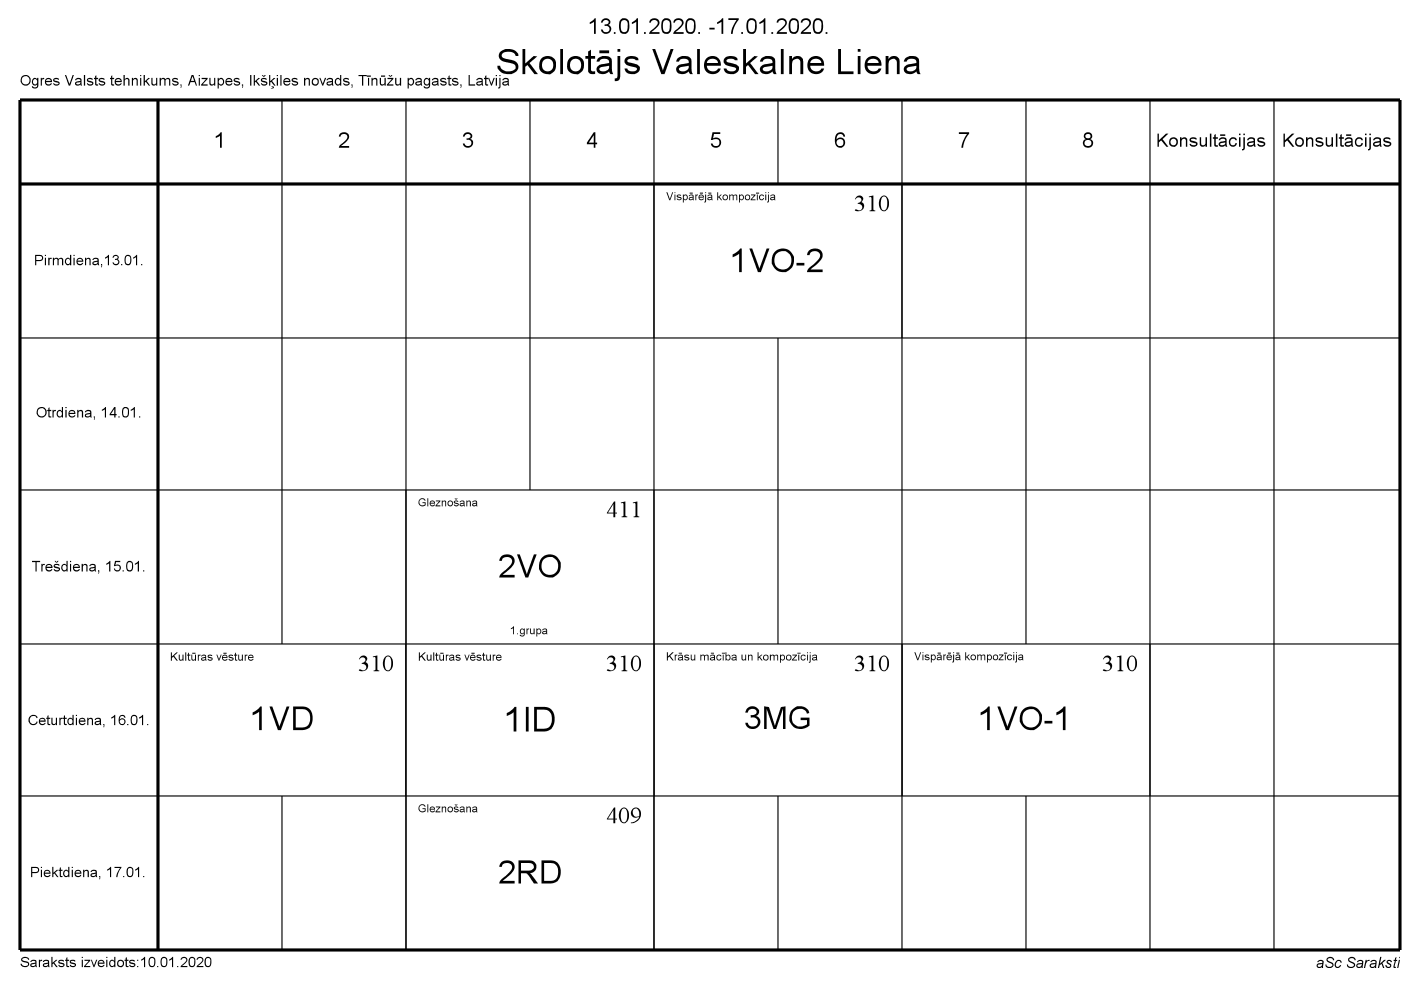 13.01.2020. -17.01.2020.
Skolotājs Valeskalne Liena
Ogres Valsts tehnikums, Aizupes, Ikšķiles novads, Tīnūžu pagasts, Latvija
1 2 3 4 5 6 7 8 Konsultācijas Konsultācijas
Pirmdiena,13.01.
Vispārējā kompozīcija 310
1VO-2
Otrdiena, 14.01.
Trešdiena, 15.01.
Gleznošana 411
2VO
1.grupa
Ceturtdiena, 16.01.
Kultūras vēsture 310
1VD
Kultūras vēsture 310
1ID
Krāsu mācība un kompozīcija 310
3MG
Vispārējā kompozīcija 310
1VO-1
Piektdiena, 17.01.
Gleznošana 409
2RD
Saraksts izveidots:10.01.2020
aSc Saraksti